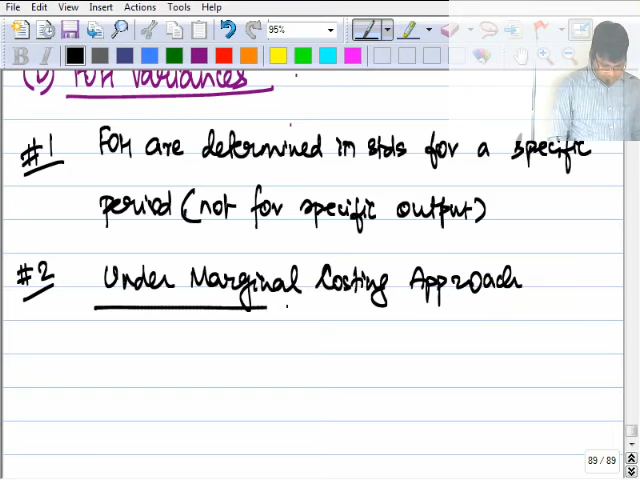 File Edit View Insert Actions Tools Help
95%
(ii) FOH Variances
#1 FOH are determined in stds for a specific
period (not for specific output)
#2 Under Marginal Costing Approach
89 / 89